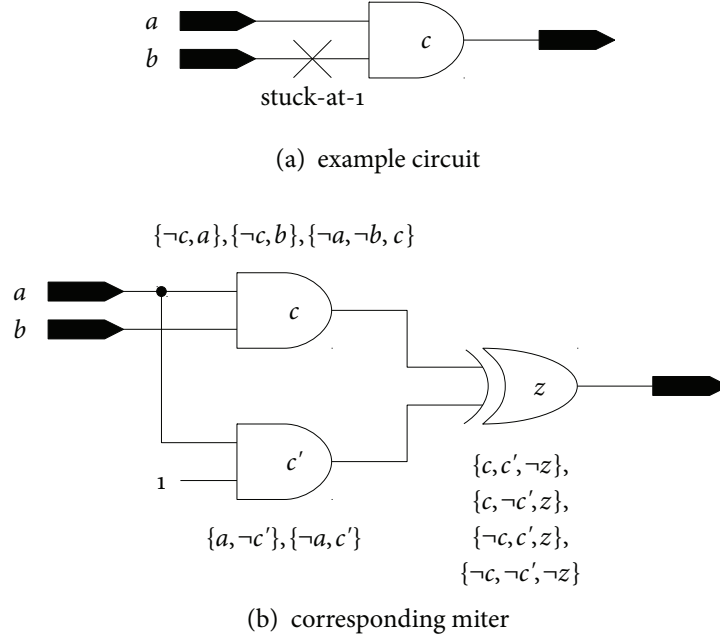 a
c
b
stuck-at-1
(a) example circuit
{¬c, a},{¬c, b},{¬a, ¬b, c}
a
c
b
z
c′
1
{c, c′, ¬z},
{c, ¬c′, z},
{¬c, c′, z},
{¬c, ¬c′, ¬z}
{a, ¬c′},{¬a, c′}
(b) corresponding miter